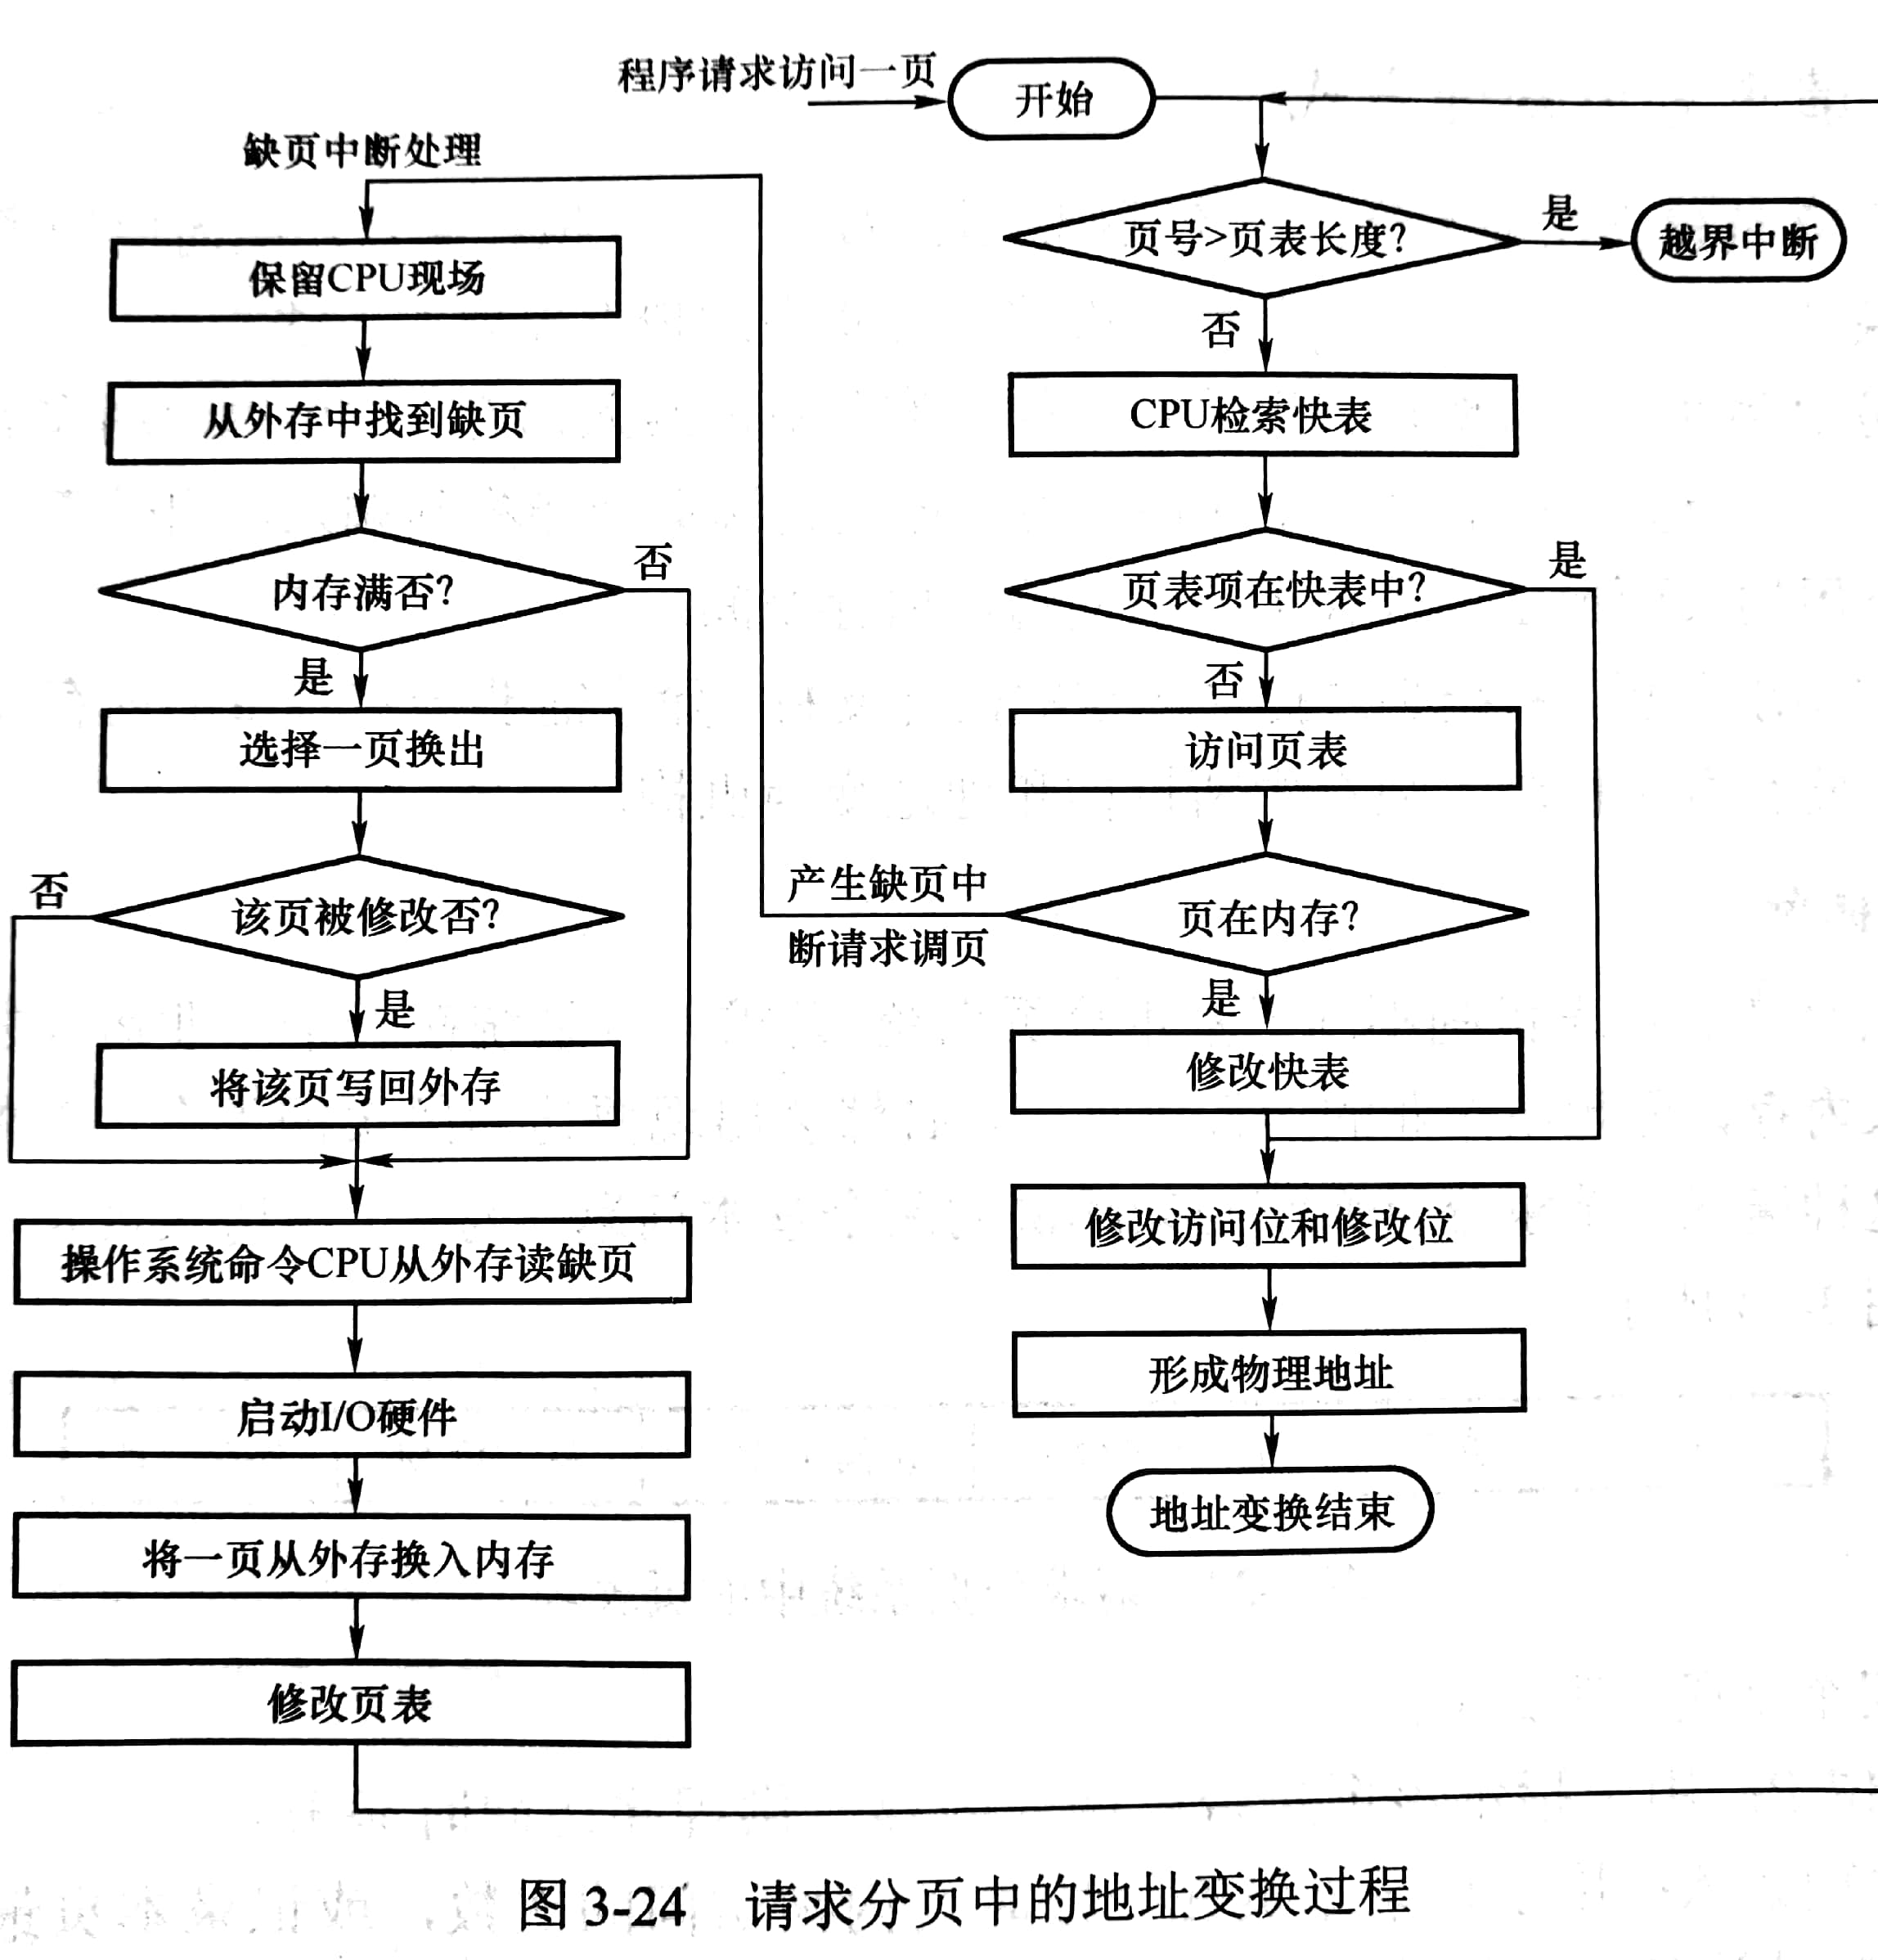 程序请求访问一页
开始
页号>页表长度?
是
越界中断
否
CPU检索快表
页表项在快表中?
是
否
访问页表
页在内存?
产生缺页中
断请求调页
是
修改快表
修改访问位和修改位
形成物理地址
地址变换结束
缺页中断处理
保留CPU现场
从外存中找到缺页
内存满否?
否
是
选择一页换出
该页被修改否?
否
是
将该页写回外存
操作系统命令CPU从外存读缺页
启动I/O硬件
将一页从外存换入内存
修改页表
图 3-24 请求分页中的地址变换过程